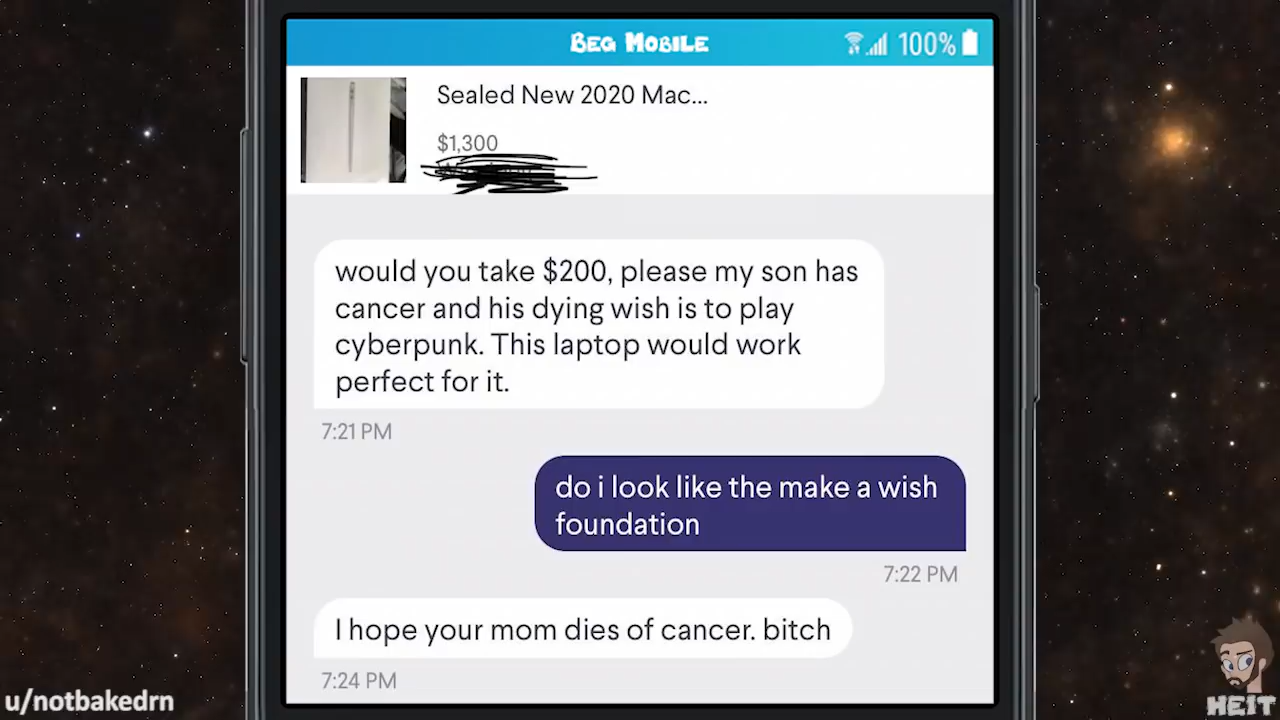 BEG MOBILE
100%
Sealed New 2020 Mac...
$1,300
would you take $200, please my son has
cancer and his dying wish is to play
cyberpunk. This laptop would work
perfect for it.
7:21 PM
do i look like the make a wish
foundation
7:22 PM
I hope your mom dies of cancer. bitch
7:24 PM
u/notbakedrn
HEIT